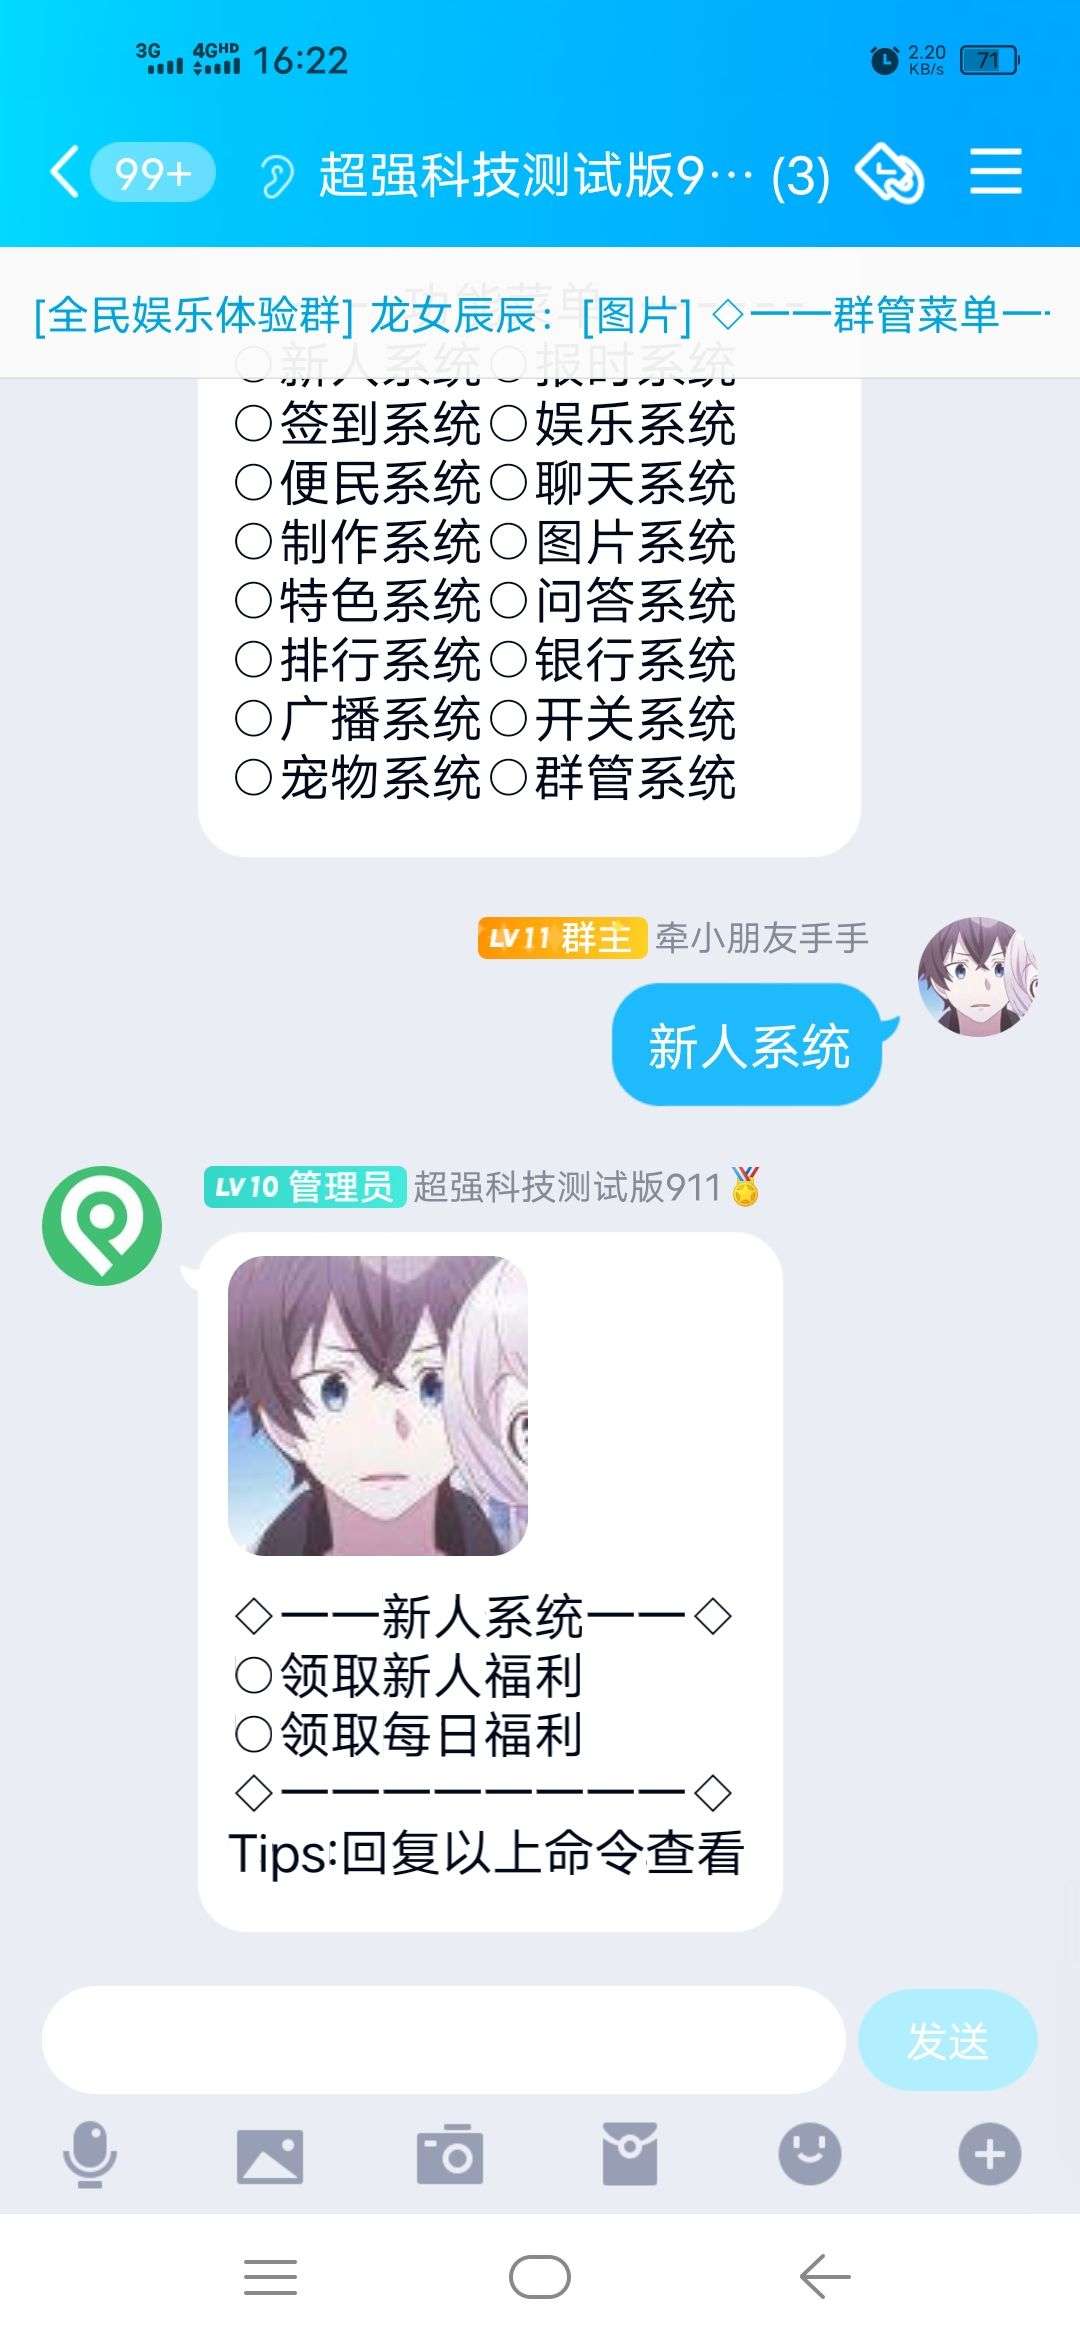 3G 4GHD 16:22 2.20 KB/s 71
99+ 超强科技测试版9… (3)
功能菜单
[全民娱乐体验群] 龙女辰辰：[图片] ◇一一群管菜单一
○新人系统○报时系统
○签到系统○娱乐系统
○便民系统○聊天系统
○制作系统○图片系统
○特色系统○问答系统
○排行系统○银行系统
○广播系统○开关系统
○宠物系统○群管系统
LV11 群主 牵小朋友手手
新人系统
LV10 管理员 超强科技测试版911🏅
◇一一新人系统一一◇
○领取新人福利
○领取每日福利
◇一一一一一一一一◇
Tips:回复以上命令查看
发送